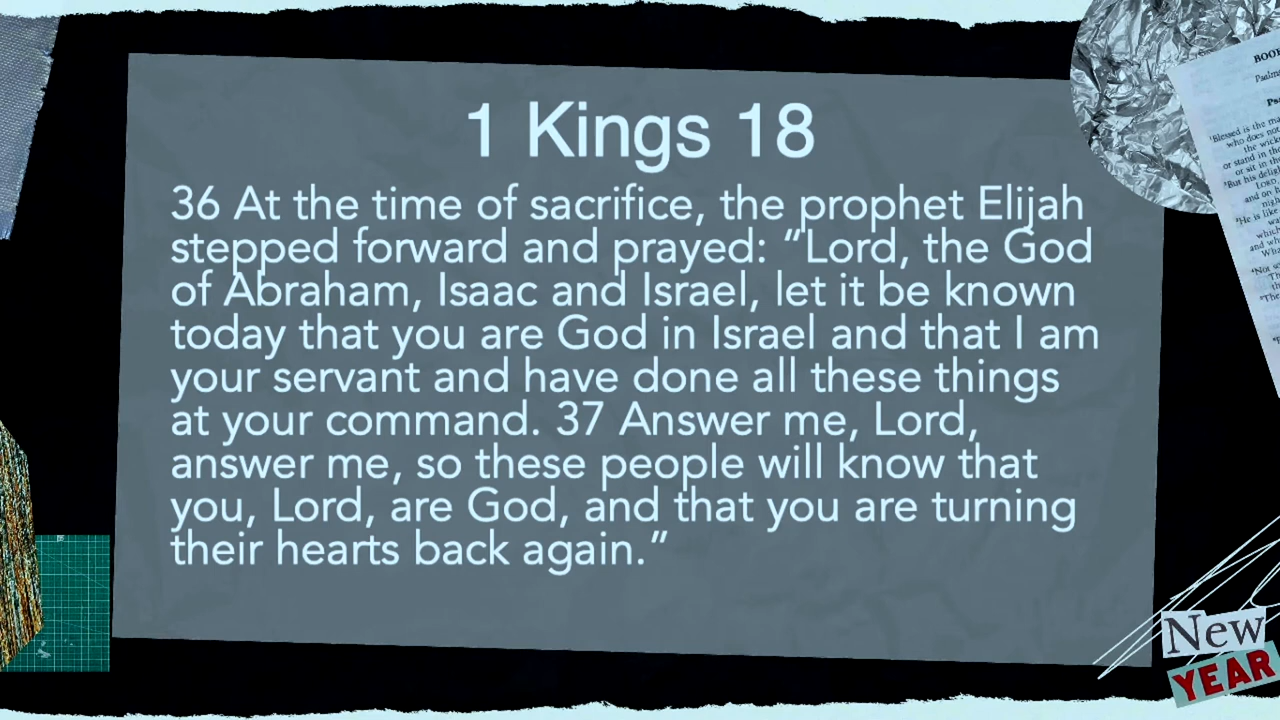 1 Kings 18
36 At the time of sacrifice, the prophet Elijah
stepped forward and prayed: “Lord, the God
of Abraham, Isaac and Israel, let it be known
today that you are God in Israel and that I am
your servant and have done all these things
at your command. 37 Answer me, Lord,
answer me, so these people will know that
you, Lord, are God, and that you are turning
their hearts back again.”
New
YEAR